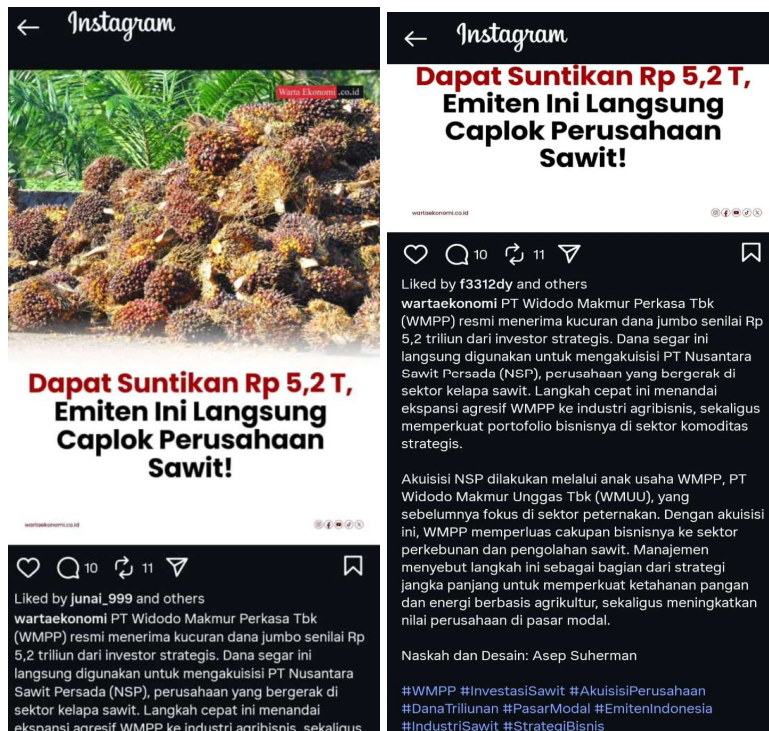 Instagram
Warta Ekonomi .co.id
Dapat Suntikan Rp 5,2 T,
Emiten Ini Langsung
Caplok Perusahaan
Sawit!
wartaekonomi.co.id
10
11
Liked by junai_999 and others
wartaekonomi PT Widodo Makmur Perkasa Tbk
(WMPP) resmi menerima kucuran dana jumbo senilai Rp
5,2 triliun dari investor strategis. Dana segar ini
langsung digunakan untuk mengakuisisi PT Nusantara
Sawit Persada (NSP), perusahaan yang bergerak di
sektor kelapa sawit. Langkah cepat ini menandai
ekspansi agresif WMPP ke industri agribisnis, sekaligus
Instagram
Dapat Suntikan Rp 5,2 T,
Emiten Ini Langsung
Caplok Perusahaan
Sawit!
wartaekonomi.co.id
10
11
Liked by f3312dy and others
wartaekonomi PT Widodo Makmur Perkasa Tbk
(WMPP) resmi menerima kucuran dana jumbo senilai Rp
5,2 triliun dari investor strategis. Dana segar ini
langsung digunakan untuk mengakuisisi PT Nusantara
Sawit Persada (NSP), perusahaan yang bergerak di
sektor kelapa sawit. Langkah cepat ini menandai
ekspansi agresif WMPP ke industri agribisnis, sekaligus
memperkuat portofolio bisnisnya di sektor komoditas
strategis.
Akuisisi NSP dilakukan melalui anak usaha WMPP, PT
Widodo Makmur Unggas Tbk (WMUU), yang
sebelumnya fokus di sektor peternakan. Dengan akuisisi
ini, WMPP memperluas cakupan bisnisnya ke sektor
perkebunan dan pengolahan sawit. Manajemen
menyebut langkah ini sebagai bagian dari strategi
jangka panjang untuk memperkuat ketahanan pangan
dan energi berbasis agrikultur, sekaligus meningkatkan
nilai perusahaan di pasar modal.
Naskah dan Desain: Asep Suherman
#WMPP #InvestasiSawit #AkuisisiPerusahaan
#DanaTriliunan #PasarModal #EmitenIndonesia
#IndustriSawit #StrategiBisnis